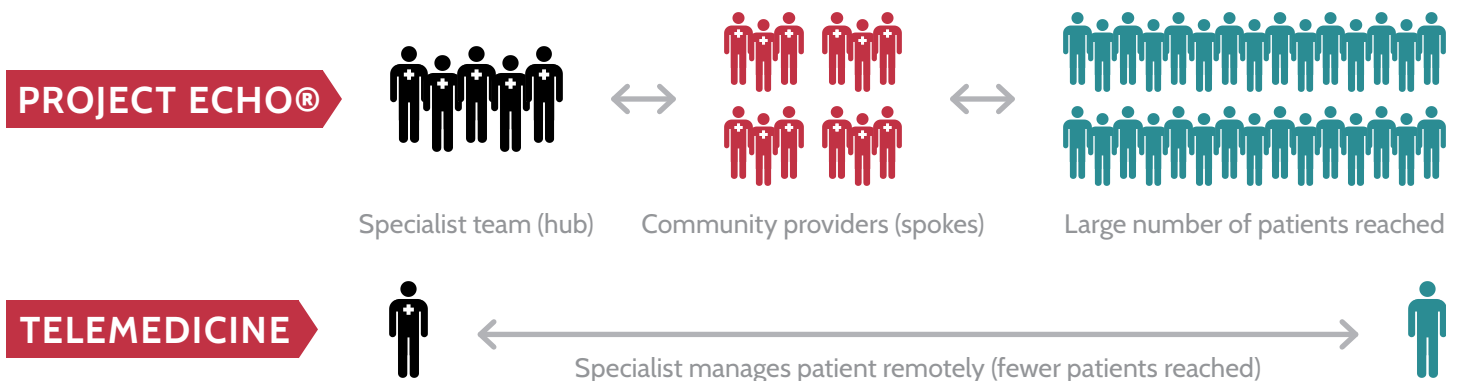 PROJECT ECHO®
Specialist team (hub)
Community providers (spokes)
Large number of patients reached
TELEMEDICINE
Specialist manages patient remotely (fewer patients reached)